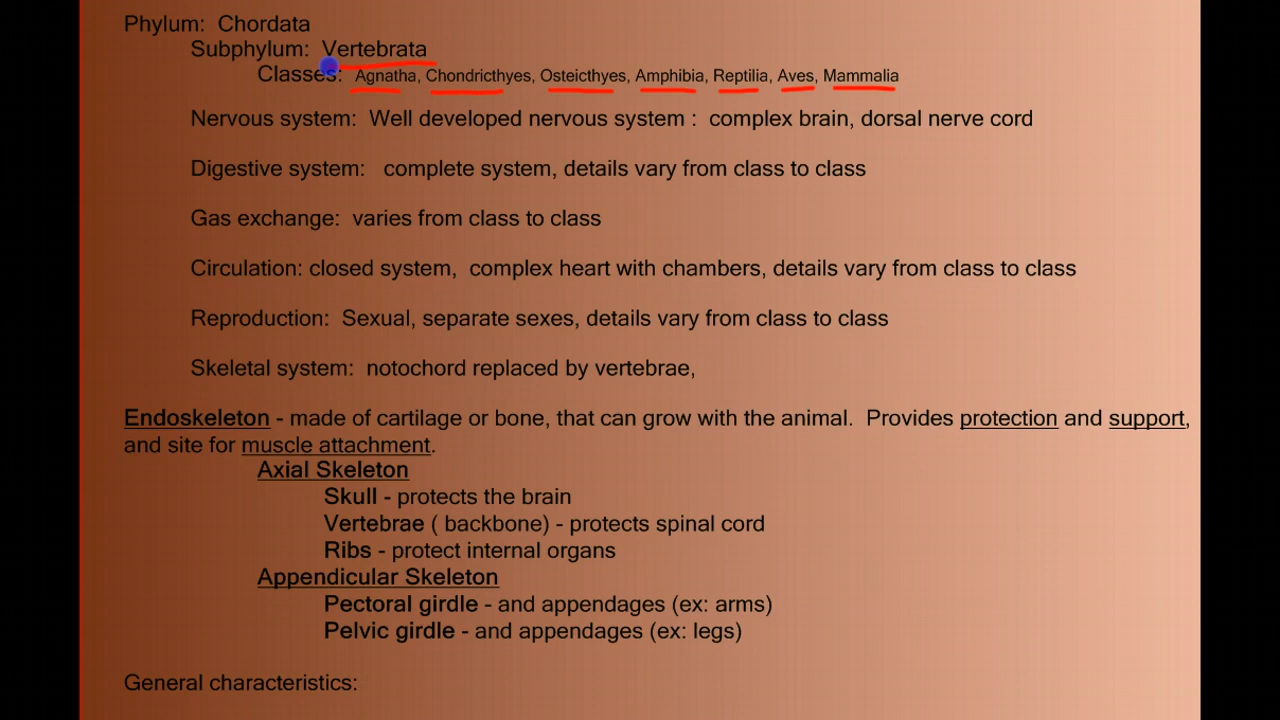 Phylum: Chordata
Subphylum: Vertebrata
Classes: Agnatha, Chondricthyes, Osteicthyes, Amphibia, Reptilia, Aves, Mammalia
Nervous system: Well developed nervous system : complex brain, dorsal nerve cord
Digestive system: complete system, details vary from class to class
Gas exchange: varies from class to class
Circulation: closed system, complex heart with chambers, details vary from class to class
Reproduction: Sexual, separate sexes, details vary from class to class
Skeletal system: notochord replaced by vertebrae,
Endoskeleton - made of cartilage or bone, that can grow with the animal. Provides protection and support,
and site for muscle attachment.
Axial Skeleton
Skull - protects the brain
Vertebrae ( backbone) - protects spinal cord
Ribs - protect internal organs
Appendicular Skeleton
Pectoral girdle - and appendages (ex: arms)
Pelvic girdle - and appendages (ex: legs)
General characteristics: